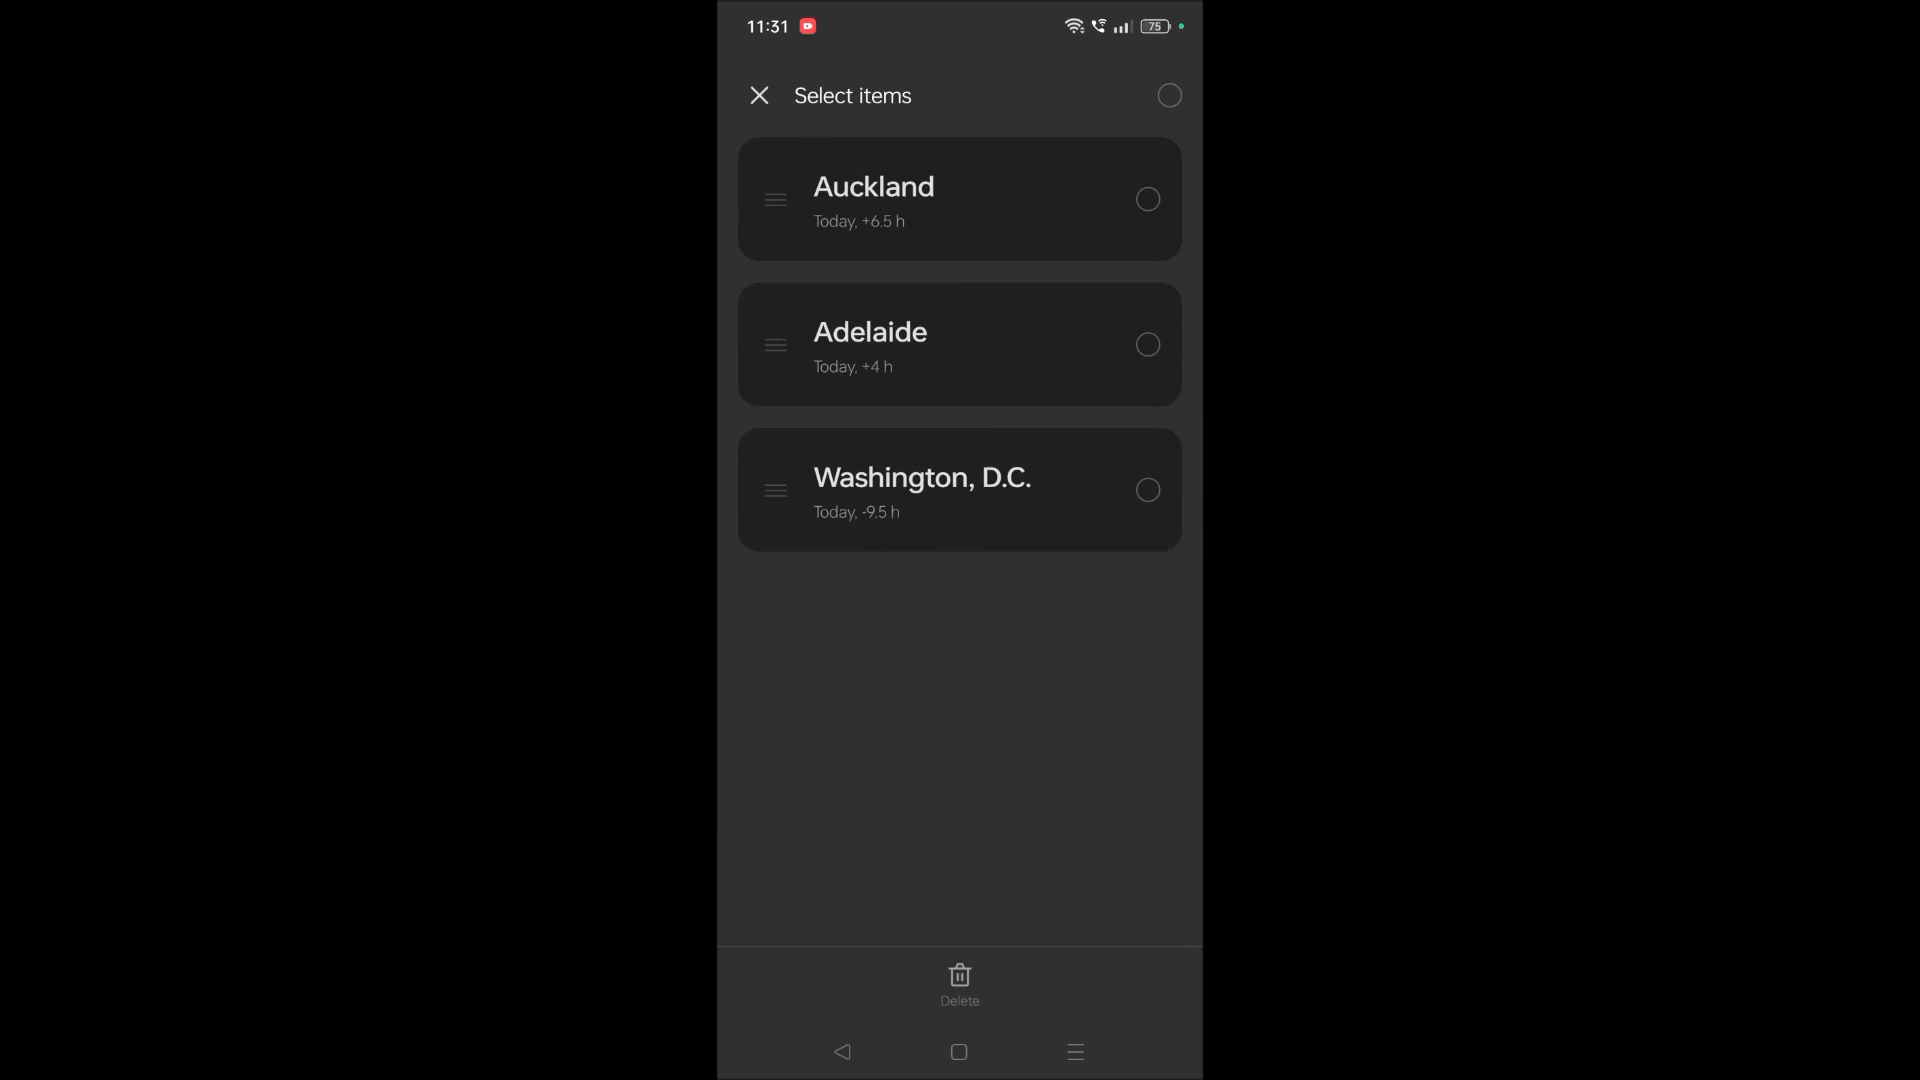 11:31
75
Select items
Auckland
Today, +6.5 h
Adelaide
Today, +4 h
Washington, D.C.
Today, -9.5 h
Delete